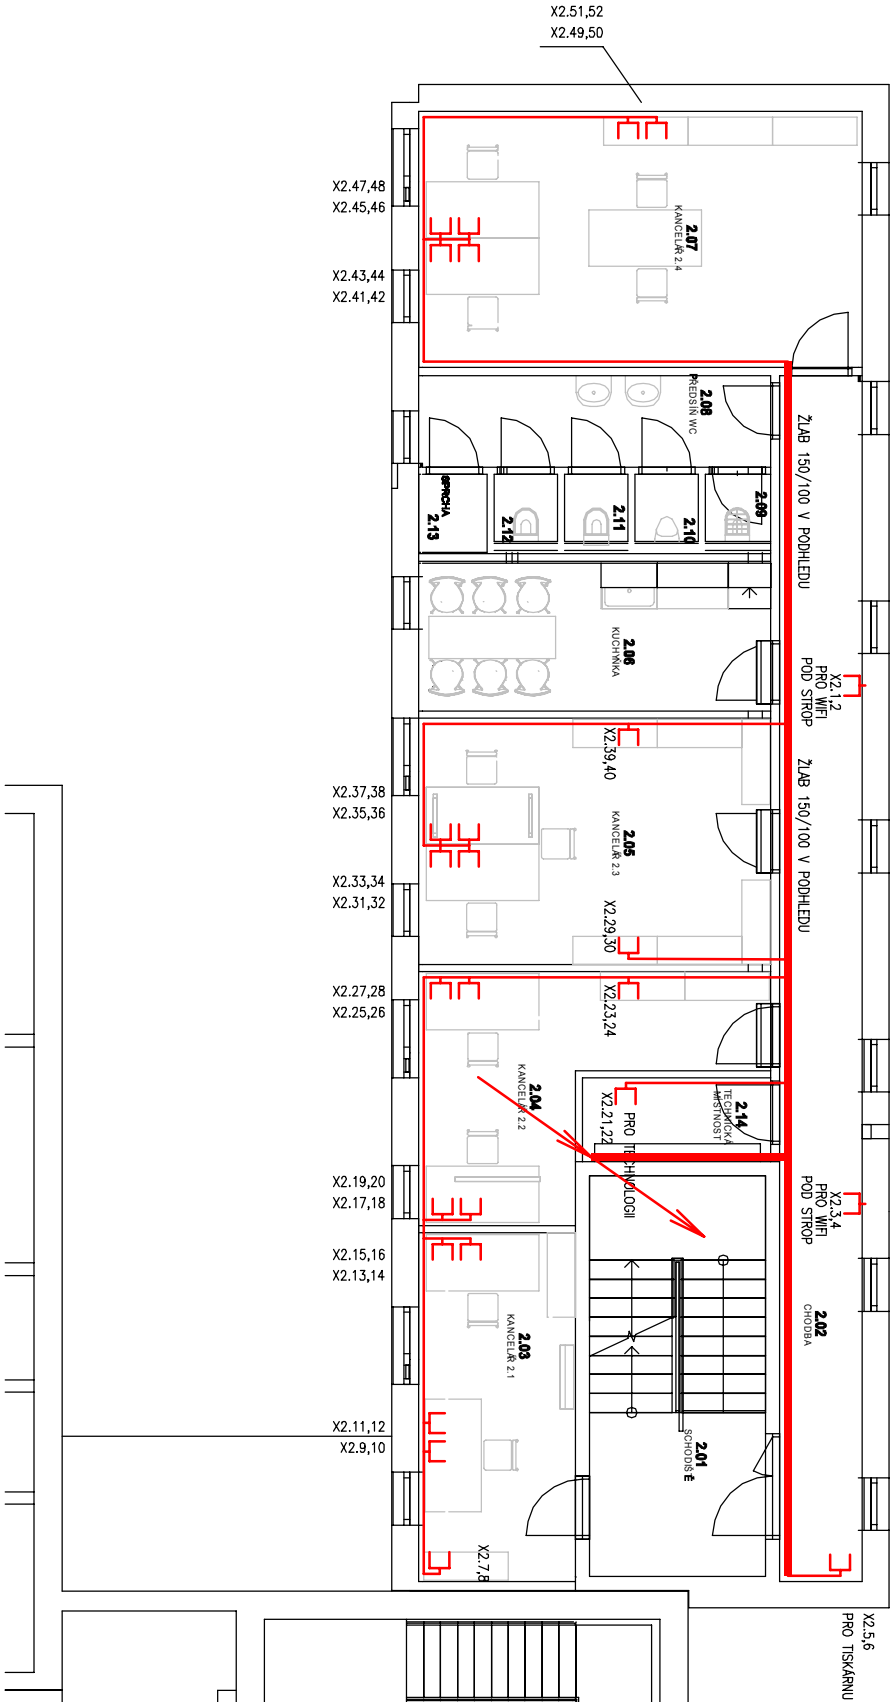 X2.51,52
X2.49,50
X2.47,48
X2.45,46
2.07
KANCELÁŘ 2.4
X2.43,44
X2.41,42
2.08
PŘEDSÍŇ WC
ŽLAB 150/100 V PODHLEDU
SPRCHA
2.13
2.12
2.11
2.10
2.09
2.06
KUCHYŇKA
X2.1,2
PRO WIFI
POD STROP
X2.39,40
ŽLAB 150/100 V PODHLEDU
X2.37,38
X2.35,36
2.05
KANCELÁŘ 2.3
X2.33,34
X2.31,32
X2.29,30
X2.27,28
X2.25,26
X2.23,24
2.04
KANCELÁŘ 2.2
2.14
TECHNICKÁ
MÍSTNOST
X2.21,22
PRO TECHNOLOGII
X2.19,20
X2.17,18
X2.3,4
PRO WIFI
POD STROP
X2.15,16
X2.13,14
2.03
KANCELÁŘ 2.1
2.02
CHODBA
X2.11,12
X2.9,10
2.01
SCHODIŠTĚ
X2.7,8
X2.5,6
PRO TISKÁRNU